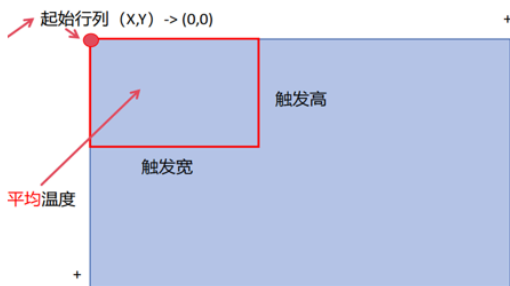 起始行列（X,Y）-> (0,0)
+
触发高
触发宽
平均温度
+